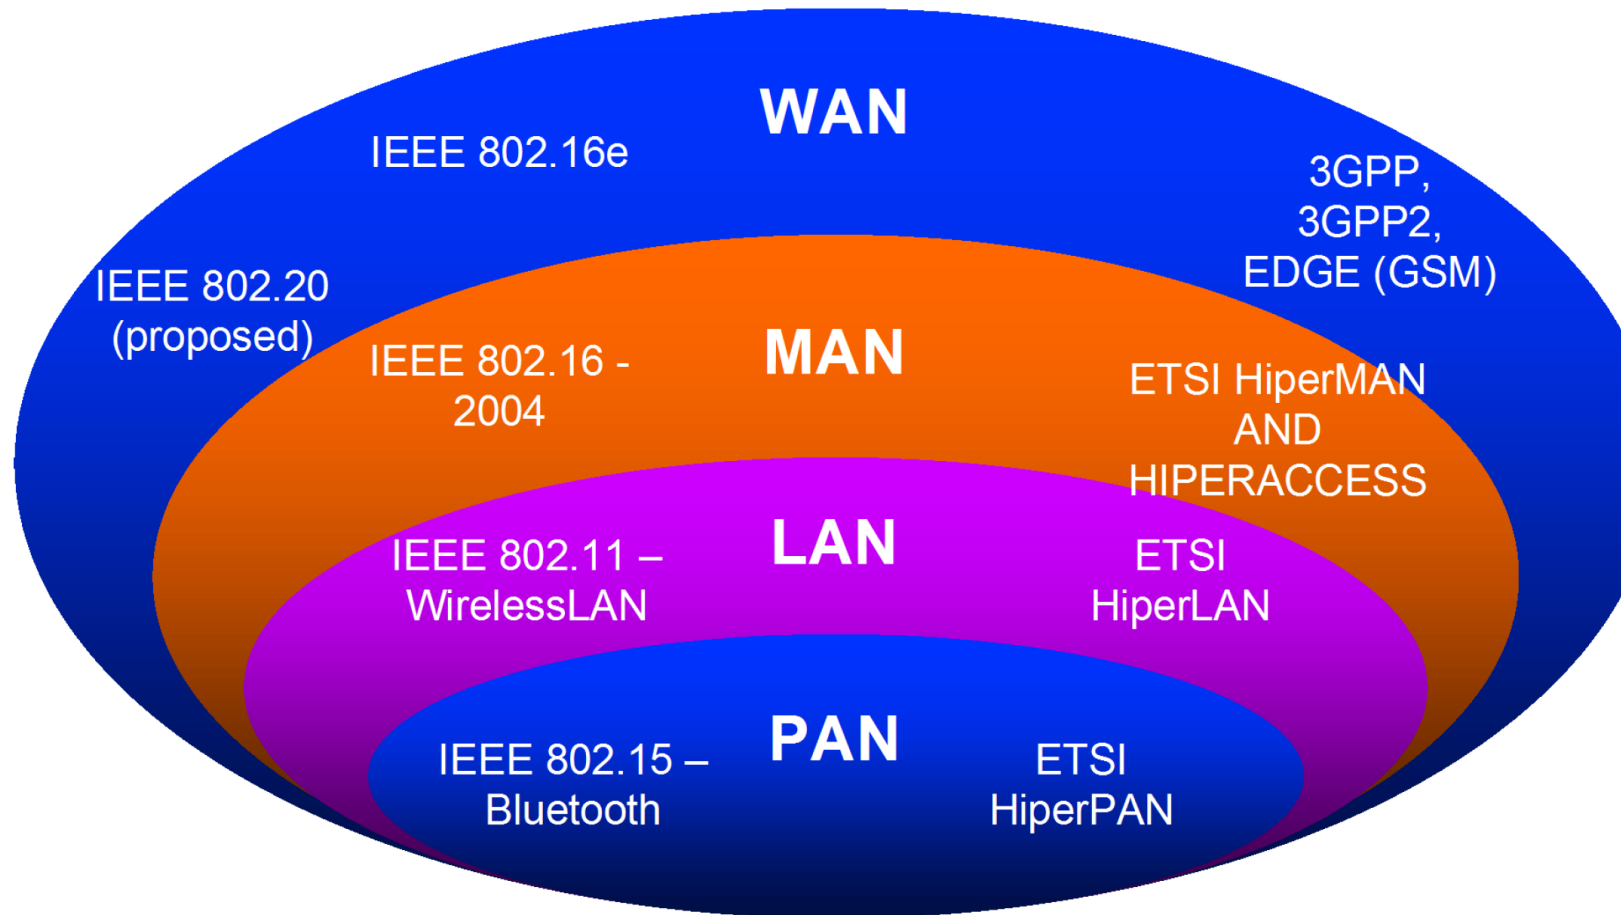 WAN
IEEE 802.16e
3GPP,
3GPP2,
EDGE (GSM)
IEEE 802.20
(proposed)
MAN
IEEE 802.16 -
2004
ETSI HiperMAN
AND
HIPERACCESS
LAN
IEEE 802.11 –
WirelessLAN
ETSI
HiperLAN
PAN
IEEE 802.15 –
Bluetooth
ETSI
HiperPAN